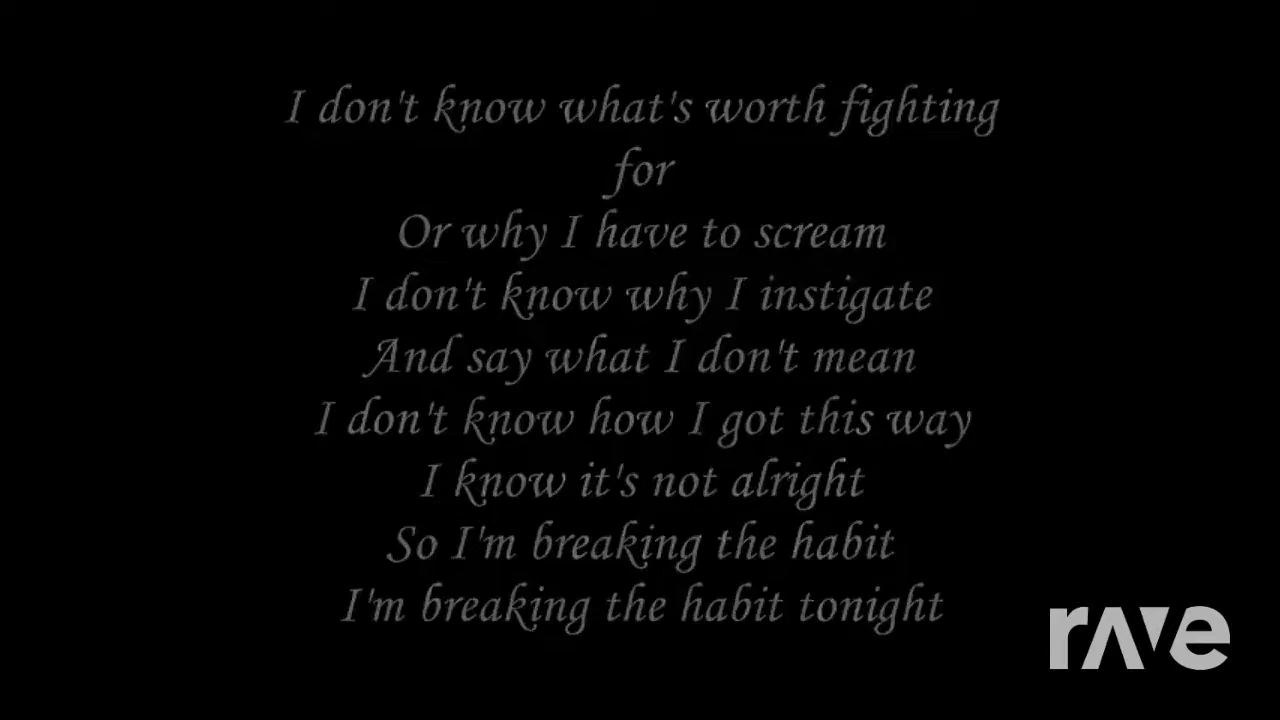 I don't know what's worth fighting
for
Or why I have to scream
I don't know why I instigate
And say what I don't mean
I don't know how I got this way
I know it's not alright
So I'm breaking the habit
I'm breaking the habit tonight
rave